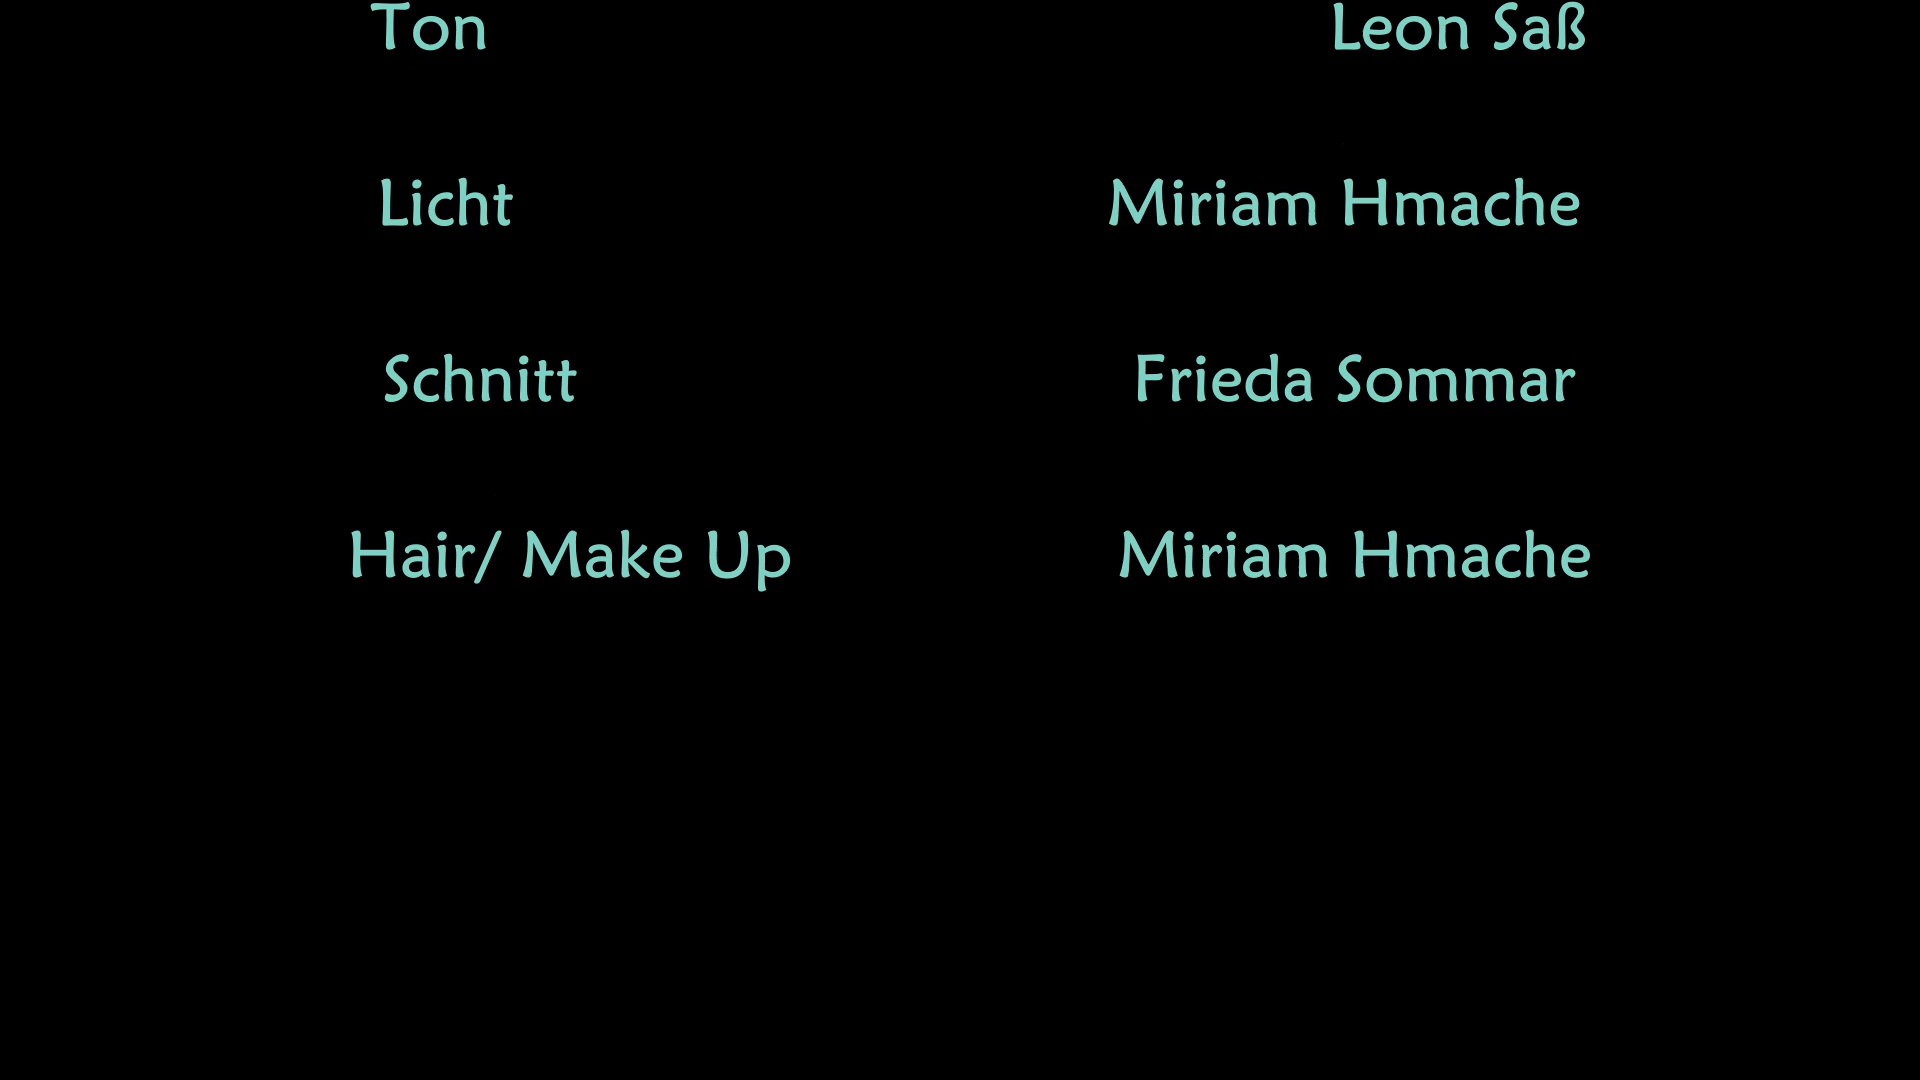 Ton Leon Saß
Licht Miriam Hmache
Schnitt Frieda Sommar
Hair/ Make Up Miriam Hmache